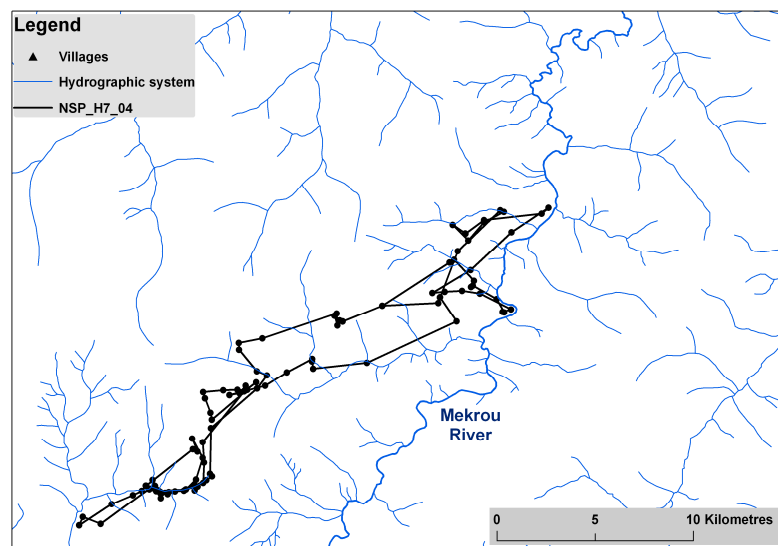 Legend
Villages
Hydrographic system
NSP_H7_04
Mekrou
River
0 5 10 Kilometres